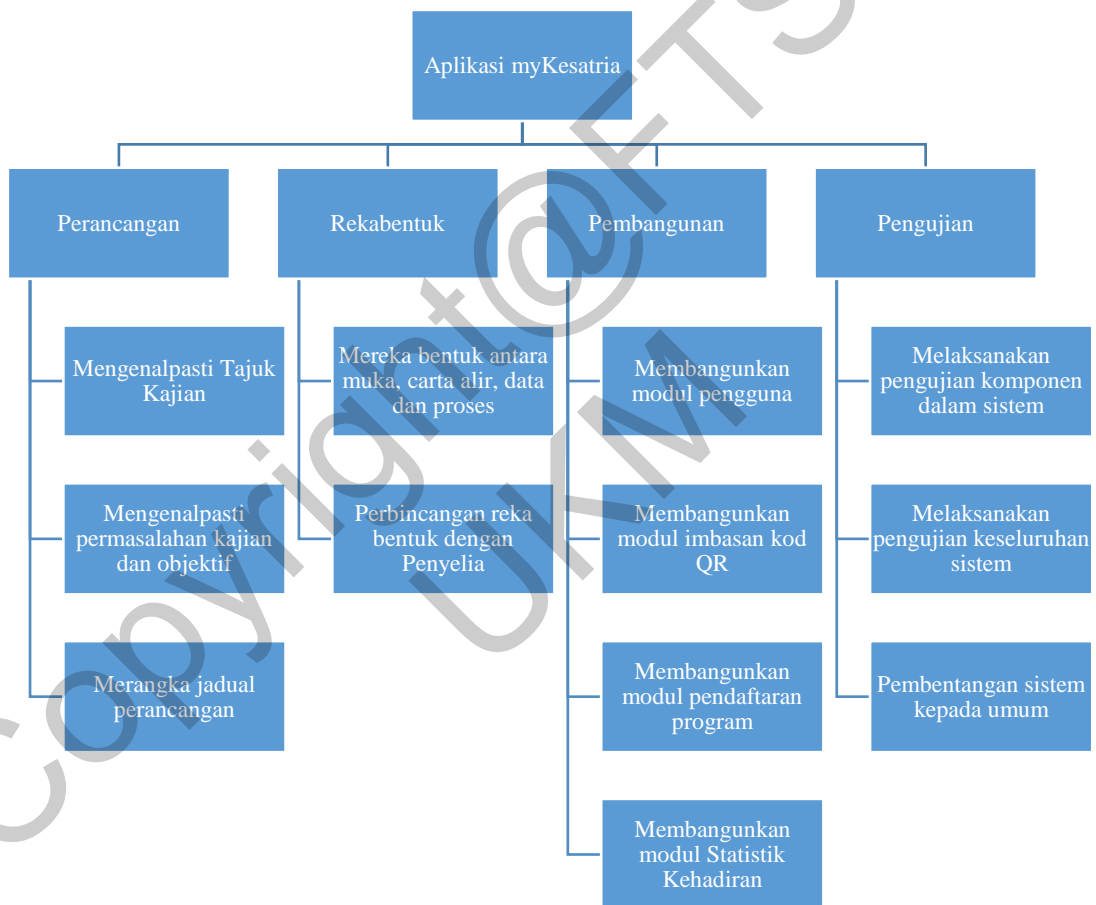 Aplikasi myKesatria
Perancangan
Rekabentuk
Pembangunan
Pengujian
Mengenalpasti Tajuk
Kajian
Mereka bentuk antara
muka, carta alir, data
dan proses
Membangunkan
modul pengguna
Melaksanakan
pengujian komponen
dalam sistem
Mengenalpasti
permasalahan kajian
dan objektif
Perbincangan reka
bentuk dengan
Penyelia
Membangunkan
modul imbasan kod
QR
Melaksanakan
pengujian keseluruhan
sistem
Merangka jadual
perancangan
Membangunkan
modul pendaftaran
program
Pembentangan sistem
kepada umum
Membangunkan
modul Statistik
Kehadiran
Copyright@FTS
UKM